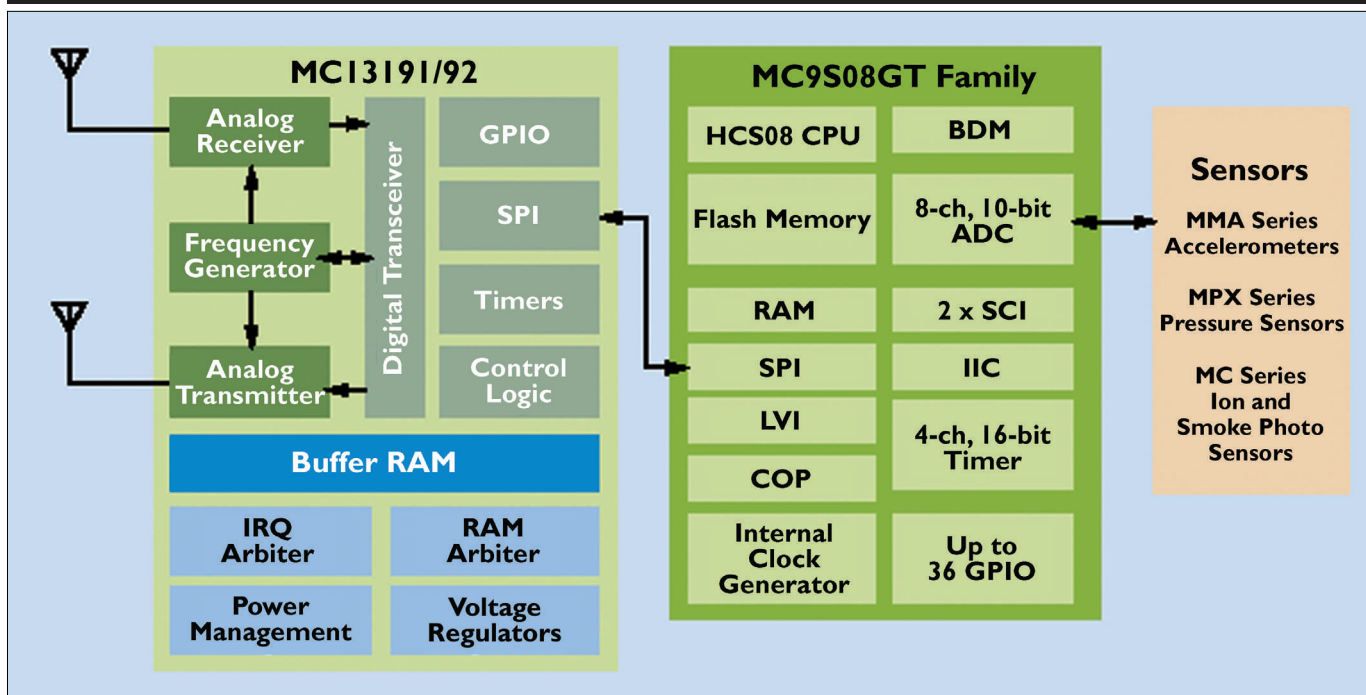 MC13191/92
Analog
Receiver
Frequency
Generator
Analog
Transmitter
Digital Transceiver
GPIO
SPI
Timers
Control
Logic
Buffer RAM
IRQ
Arbiter
RAM
Arbiter
Power
Management
Voltage
Regulators
MC9S08GT Family
HCS08 CPU
BDM
Flash Memory
8-ch, 10-bit
ADC
RAM
2 x SCI
SPI
IIC
LVI
4-ch, 16-bit
Timer
COP
Internal
Clock
Generator
Up to
36 GPIO
Sensors
MMA Series
Accelerometers
MPX Series
Pressure Sensors
MC Series
Ion and
Smoke Photo
Sensors